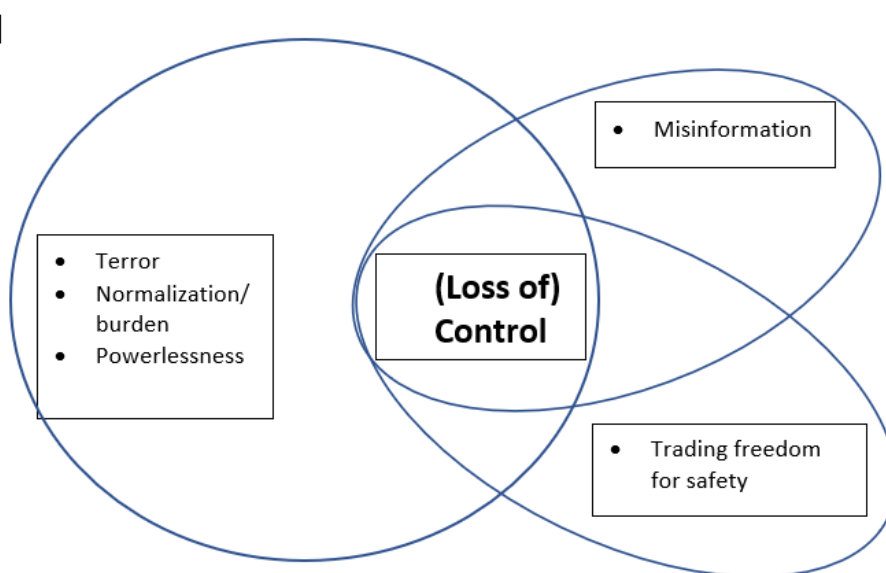 • Terror
• Normalization/
burden
• Powerlessness
(Loss of)
Control
• Misinformation
• Trading freedom
for safety